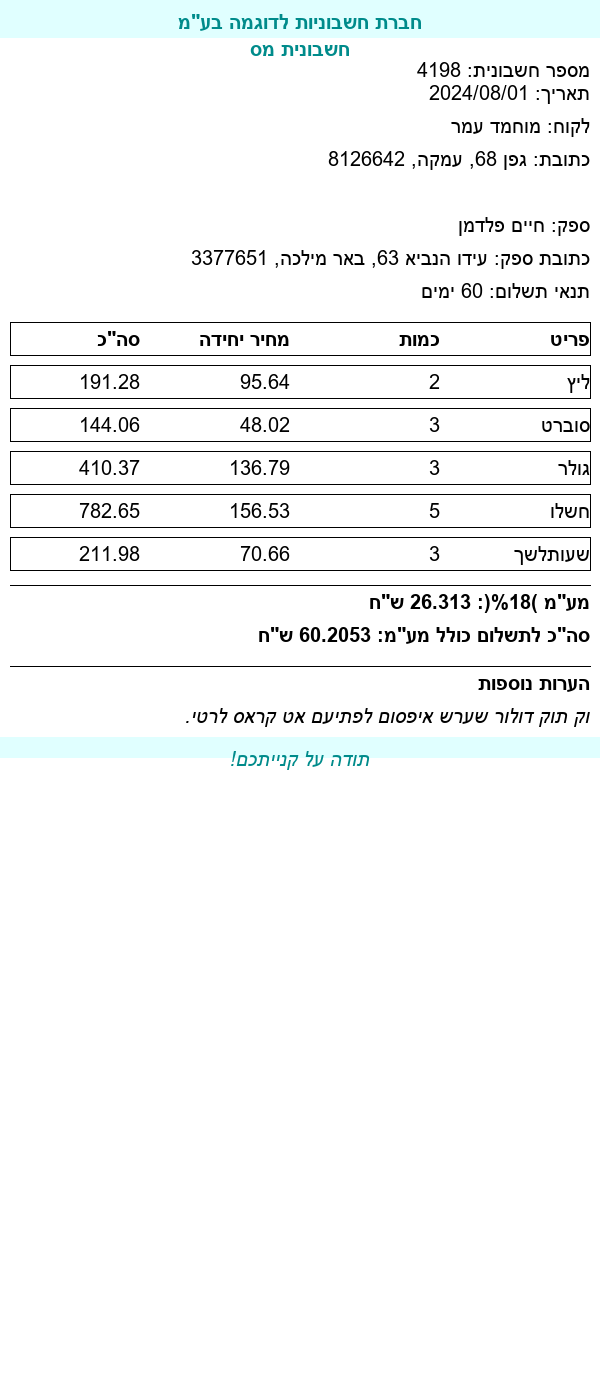 חברת חשבוניות לדוגמה בע"מ
חשבונית מס
מספר חשבונית: 4198
תאריך: 2024/08/01
לקוח: מוחמד עמר
כתובת: גפן 68, עמקה, 8126642
ספק: חיים פלדמן
כתובת ספק: עידו הנביא 63, באר מילכה, 3377651
תנאי תשלום: 60 ימים
פריט כמות מחיר יחידה סה"כ
ליץ 2 95.64 191.28
סוברט 3 48.02 144.06
גולר 3 136.79 410.37
חשלו 5 156.53 782.65
שעותלשך 3 70.66 211.98
מע"מ )18%(: 26.313 ש"ח
סה"כ לתשלום כולל מע"מ: 60.2053 ש"ח
הערות נוספות
וק תוק דולור שערש איפסום לפתיעם אט קראס לרטי.
תודה על קנייתכם!